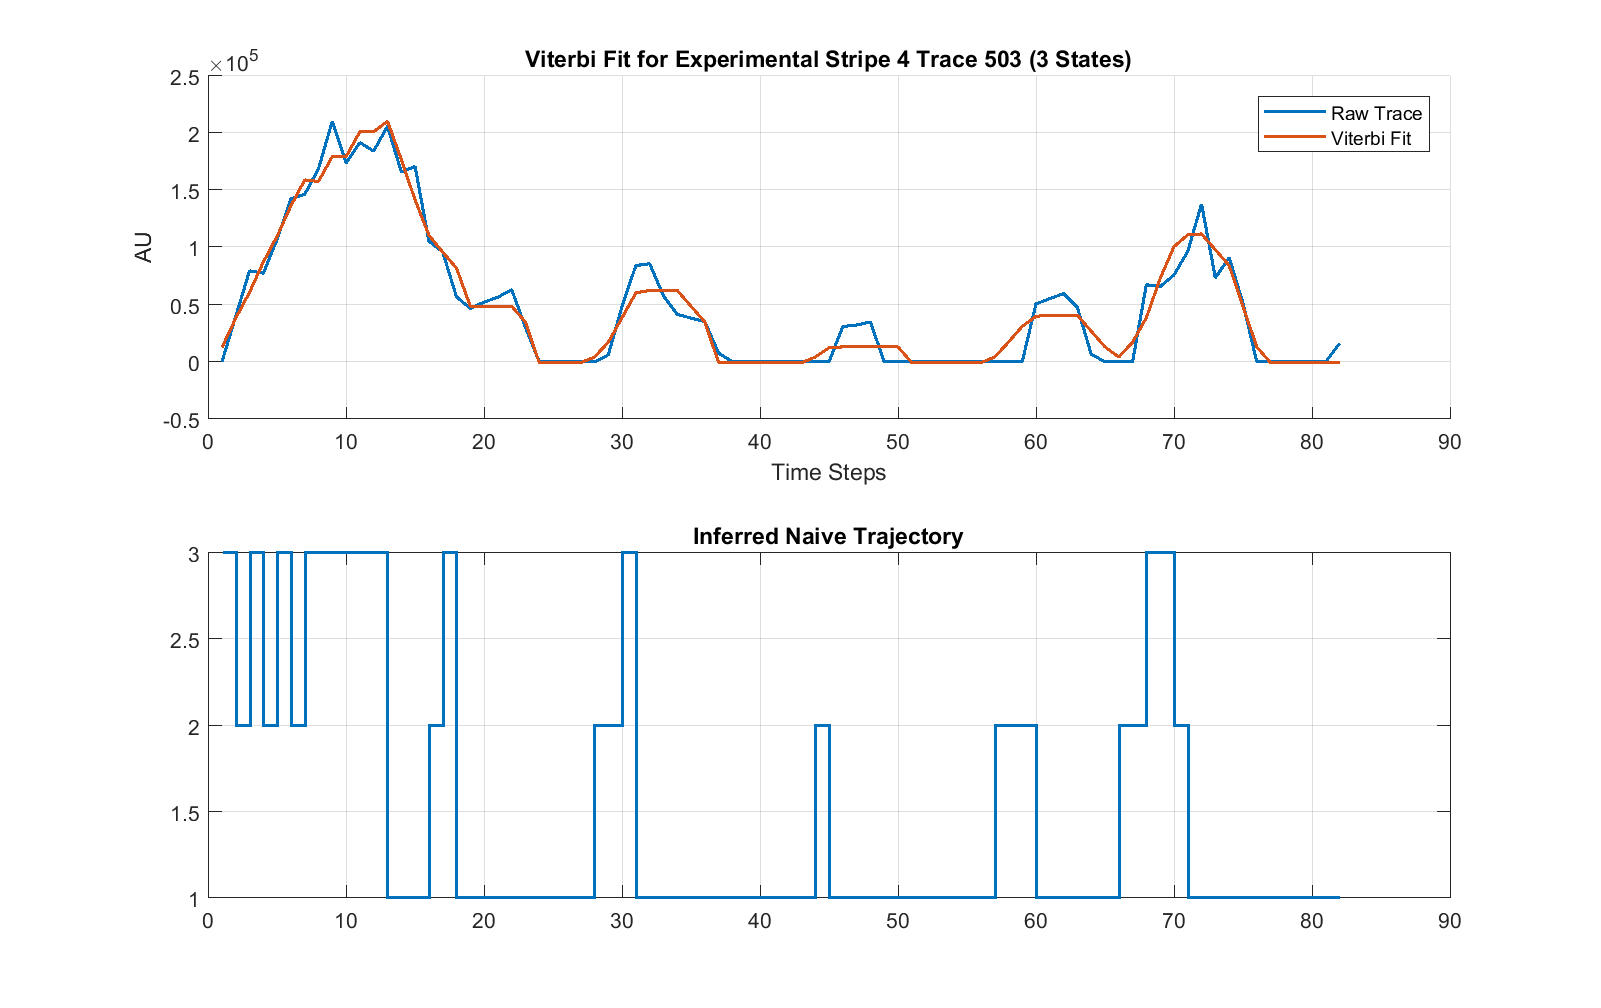 Viterbi Fit for Experimental Stripe 4 Trace 503 (3 States)
×10^5
2.5
2
1.5
1
0.5
0
-0.5
AU
Raw Trace
Viterbi Fit
0 10 20 30 40 50 60 70 80 90
Time Steps
Inferred Naive Trajectory
3
2.5
2
1.5
1
0 10 20 30 40 50 60 70 80 90